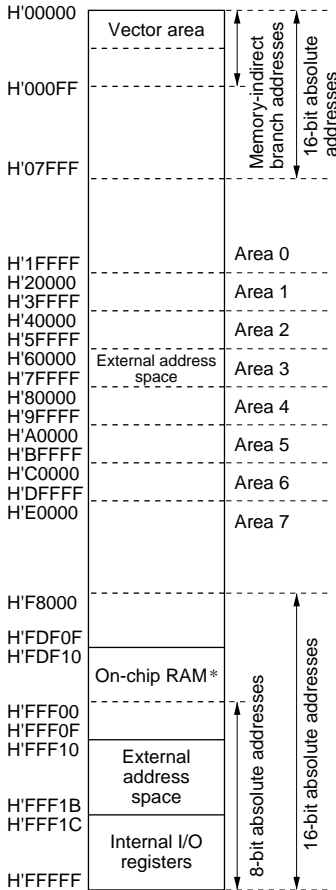 H'00000
Vector area
H'000FF
Memory-indirect
branch addresses
16-bit absolute
addresses
H'07FFF
H'1FFFF
Area 0
H'20000
H'3FFFF
Area 1
H'40000
H'5FFFF
Area 2
H'60000
H'7FFFF
External address
space
Area 3
H'80000
H'9FFFF
Area 4
H'A0000
H'BFFFF
Area 5
H'C0000
H'DFFFF
Area 6
H'E0000
Area 7
H'F8000
H'FDF0F
H'FDF10
On-chip RAM*
H'FFF00
H'FFF0F
H'FFF10
External
address
space
H'FFF1B
H'FFF1C
Internal I/O
registers
H'FFFFF
8-bit absolute addresses
16-bit absolute addresses